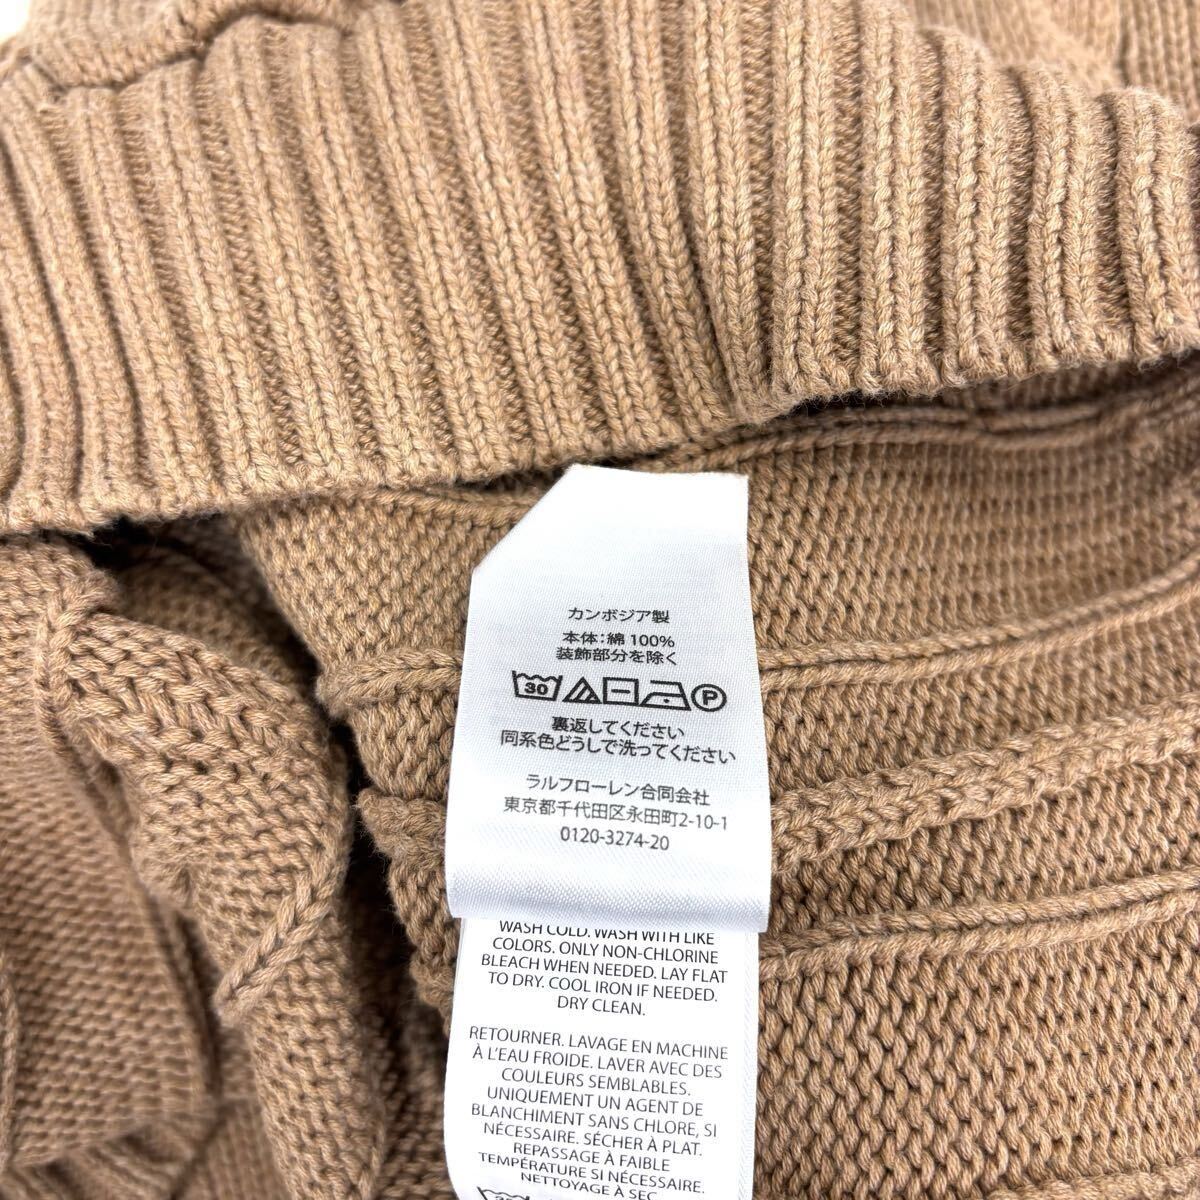 カンボジア製
本体：綿 100%
装飾部分を除く
30 P
裏返してください
同系色どうしで洗ってください
ラルフローレン合同会社
東京都千代田区永田町2-10-1
0120-3274-20
WASH COLD. WASH WITH LIKE
COLORS. ONLY NON-CHLORINE
BLEACH WHEN NEEDED. LAY FLAT
TO DRY. COOL IRON IF NEEDED.
DRY CLEAN.
RETOURNER. LAVAGE EN MACHINE
À L'EAU FROIDE. LAVER AVEC DES
COULEURS SEMBLABLES.
UNIQUEMENT UN AGENT DE
BLANCHIMENT SANS CHLORE, SI
NÉCESSAIRE. SÉCHER À PLAT.
REPASSAGE À FAIBLE
TEMPÉRATURE SI NÉCESSAIRE.
NETTOYAGE À SEC